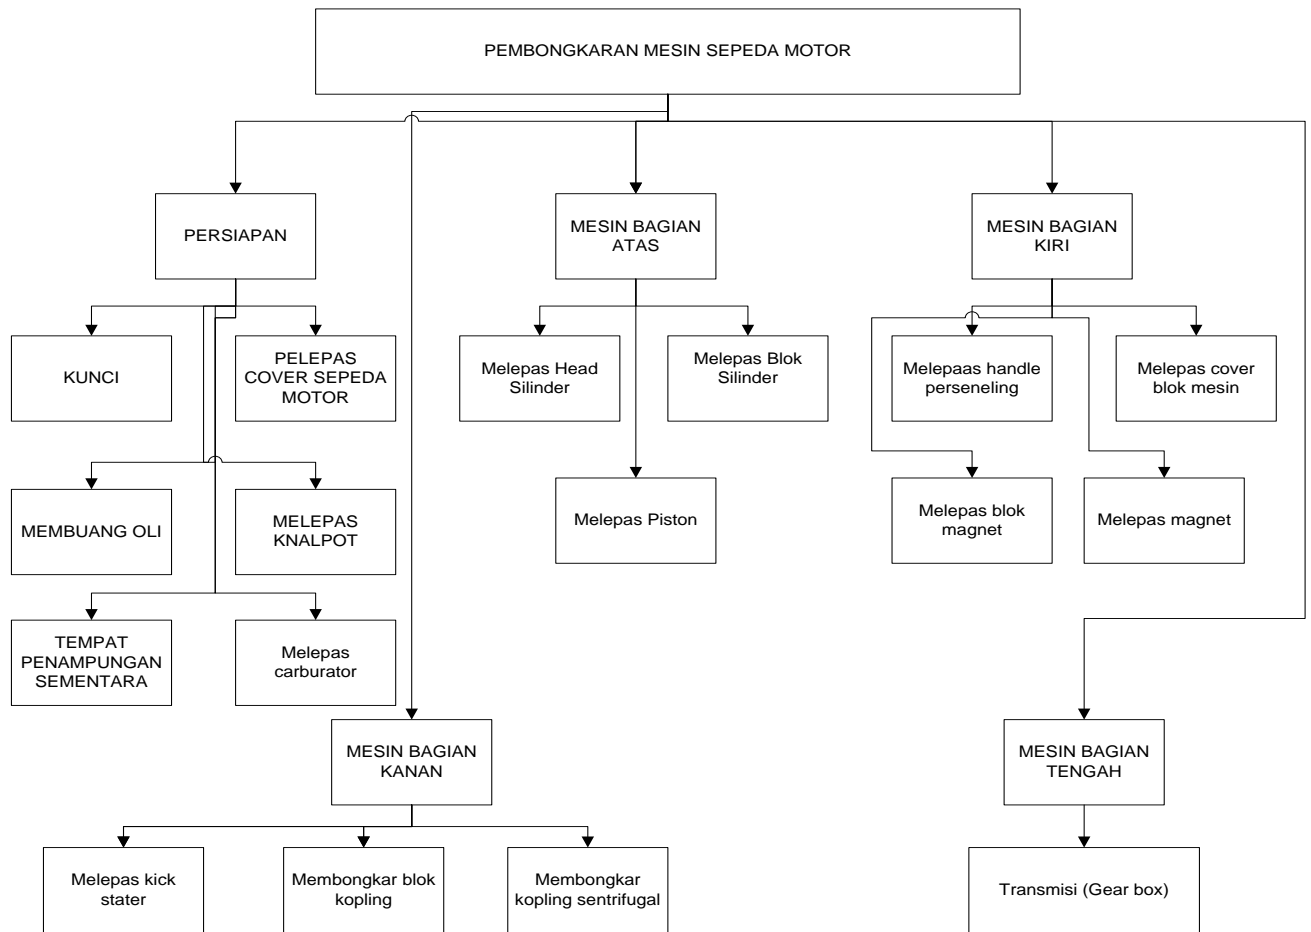 PEMBONGKARAN MESIN SEPEDA MOTOR
PERSIAPAN
MESIN BAGIAN
ATAS
MESIN BAGIAN
KIRI
KUNCI
PELEPAS
COVER SEPEDA
MOTOR
Melepas Head
Silinder
Melepas Blok
Silinder
Melepaas handle
perseneling
Melepas cover
blok mesin
MEMBUANG OLI
MELEPAS
KNALPOT
Melepas Piston
Melepas blok
magnet
Melepas magnet
TEMPAT
PENAMPUNGAN
SEMENTARA
Melepas
carburator
MESIN BAGIAN
KANAN
MESIN BAGIAN
TENGAH
Melepas kick
stater
Membongkar blok
kopling
Membongkar
kopling sentrifugal
Transmisi (Gear box)